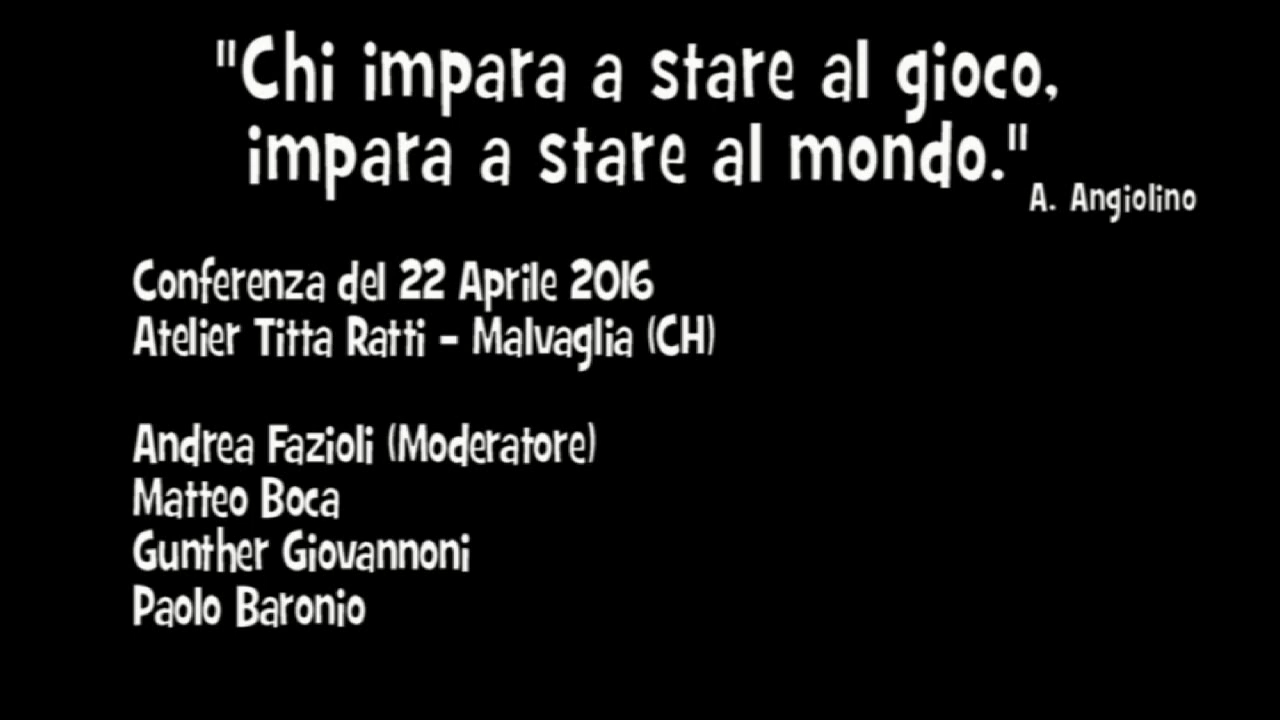 "Chi impara a stare al gioco,
impara a stare al mondo."
A. Angiolino
Conferenza del 22 Aprile 2016
Atelier Titta Ratti - Malvaglia (CH)
Andrea Fazioli (Moderatore)
Matteo Boca
Gunther Giovannoni
Paolo Baronio